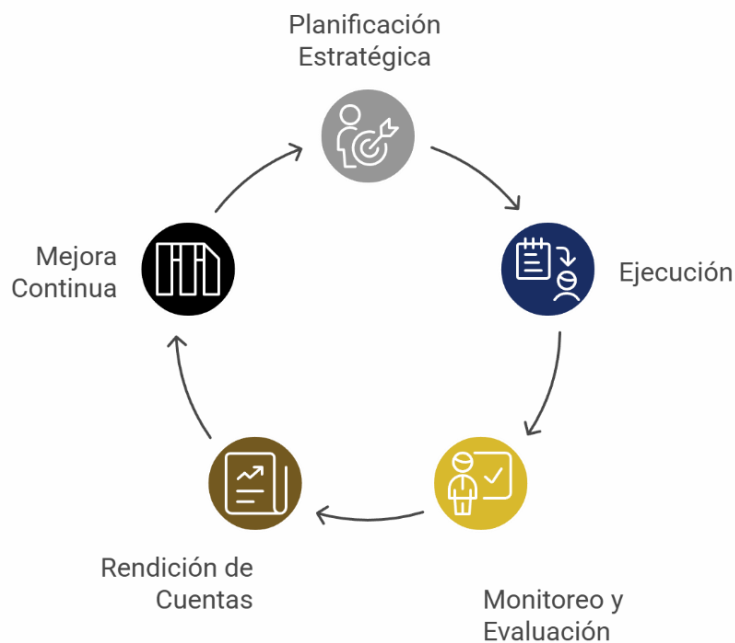 Planificación
Estratégica
Ejecución
Monitoreo y
Evaluación
Rendición de
Cuentas
Mejora
Continua